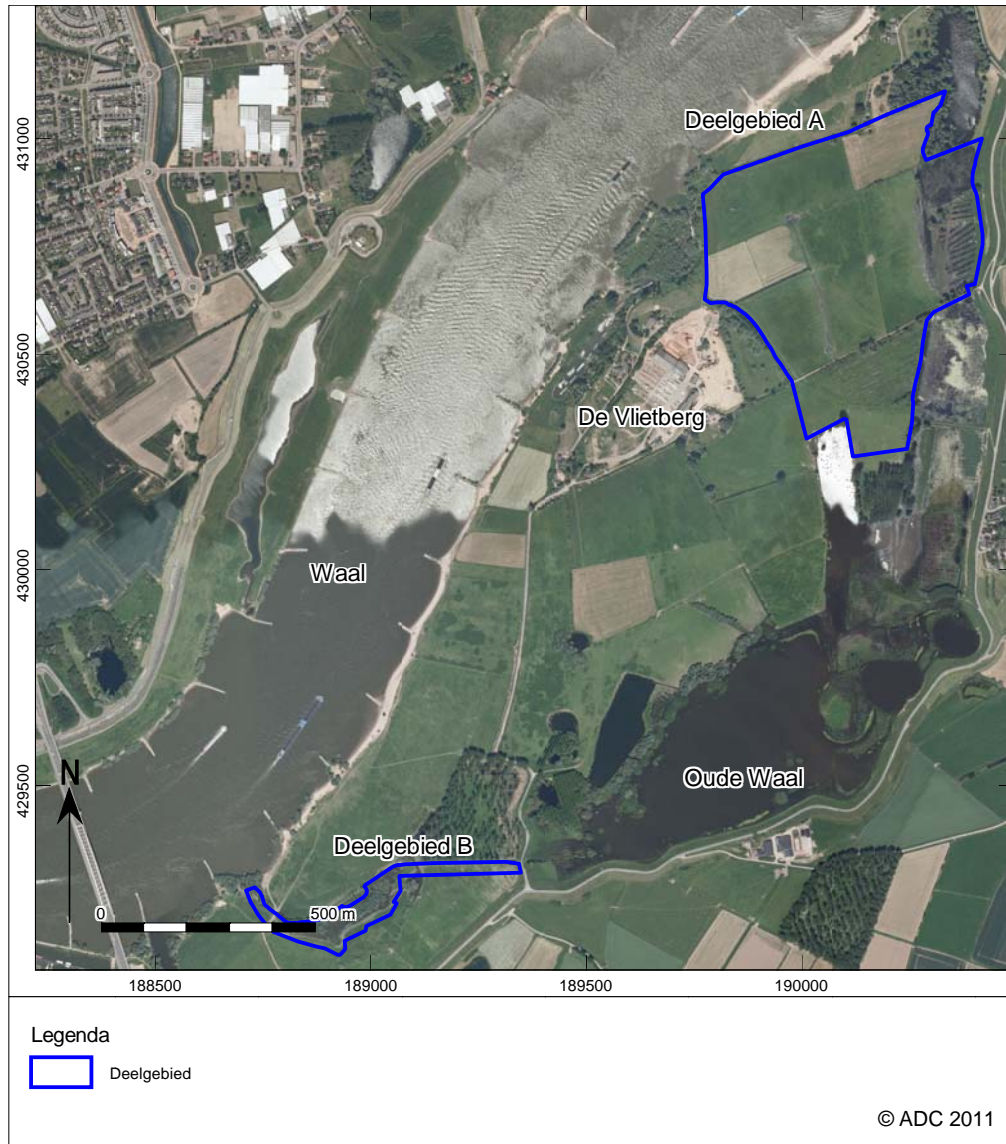 Deelgebied A
431000
430500
De Vlietberg
430000
Waal
Oude Waal
429500
N
Deelgebied B
0
500 m
188500
189000
189500
190000
Legenda
Deelgebied
© ADC 2011